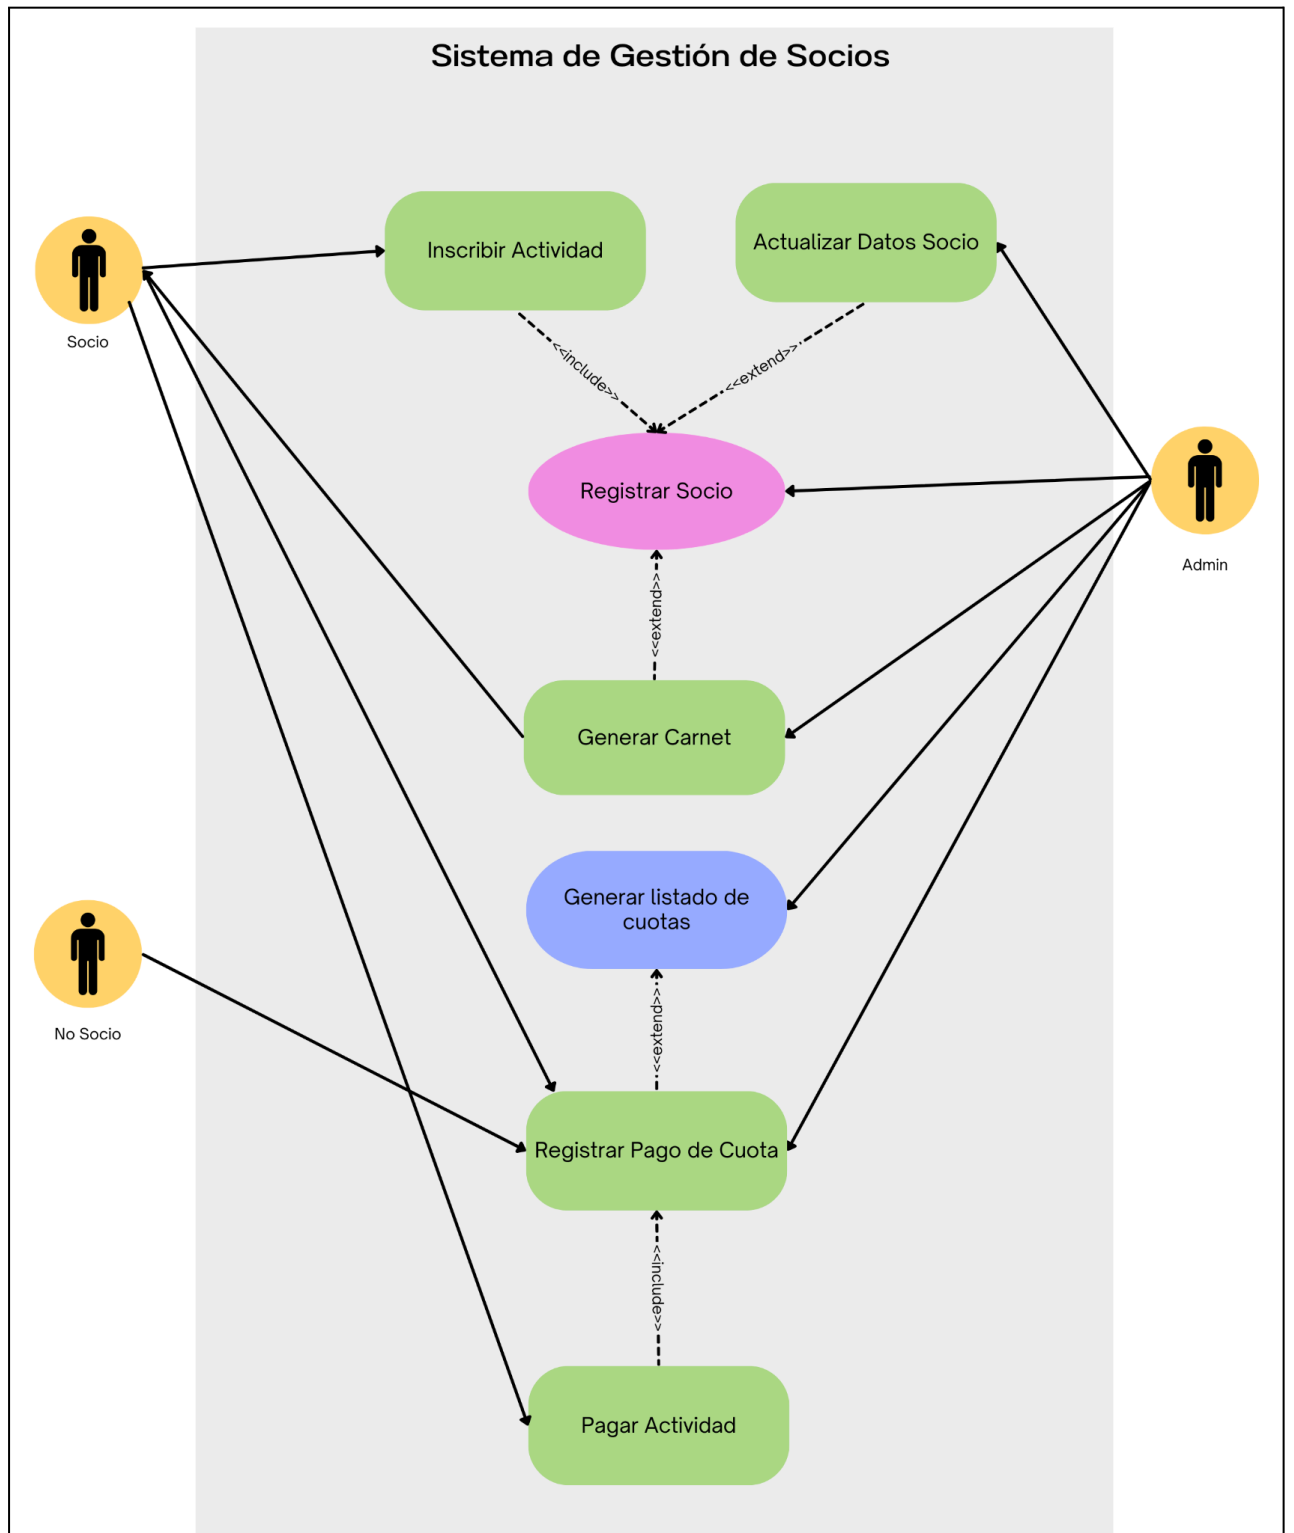 Sistema de Gestión de Socios
Inscribir Actividad
Actualizar Datos Socio
Socio
<<include>>
<<extend>>
Registrar Socio
Admin
<<extend>>
Generar Carnet
Generar listado de
cuotas
No Socio
<<extend>>
Registrar Pago de Cuota
<<include>>
Pagar Actividad